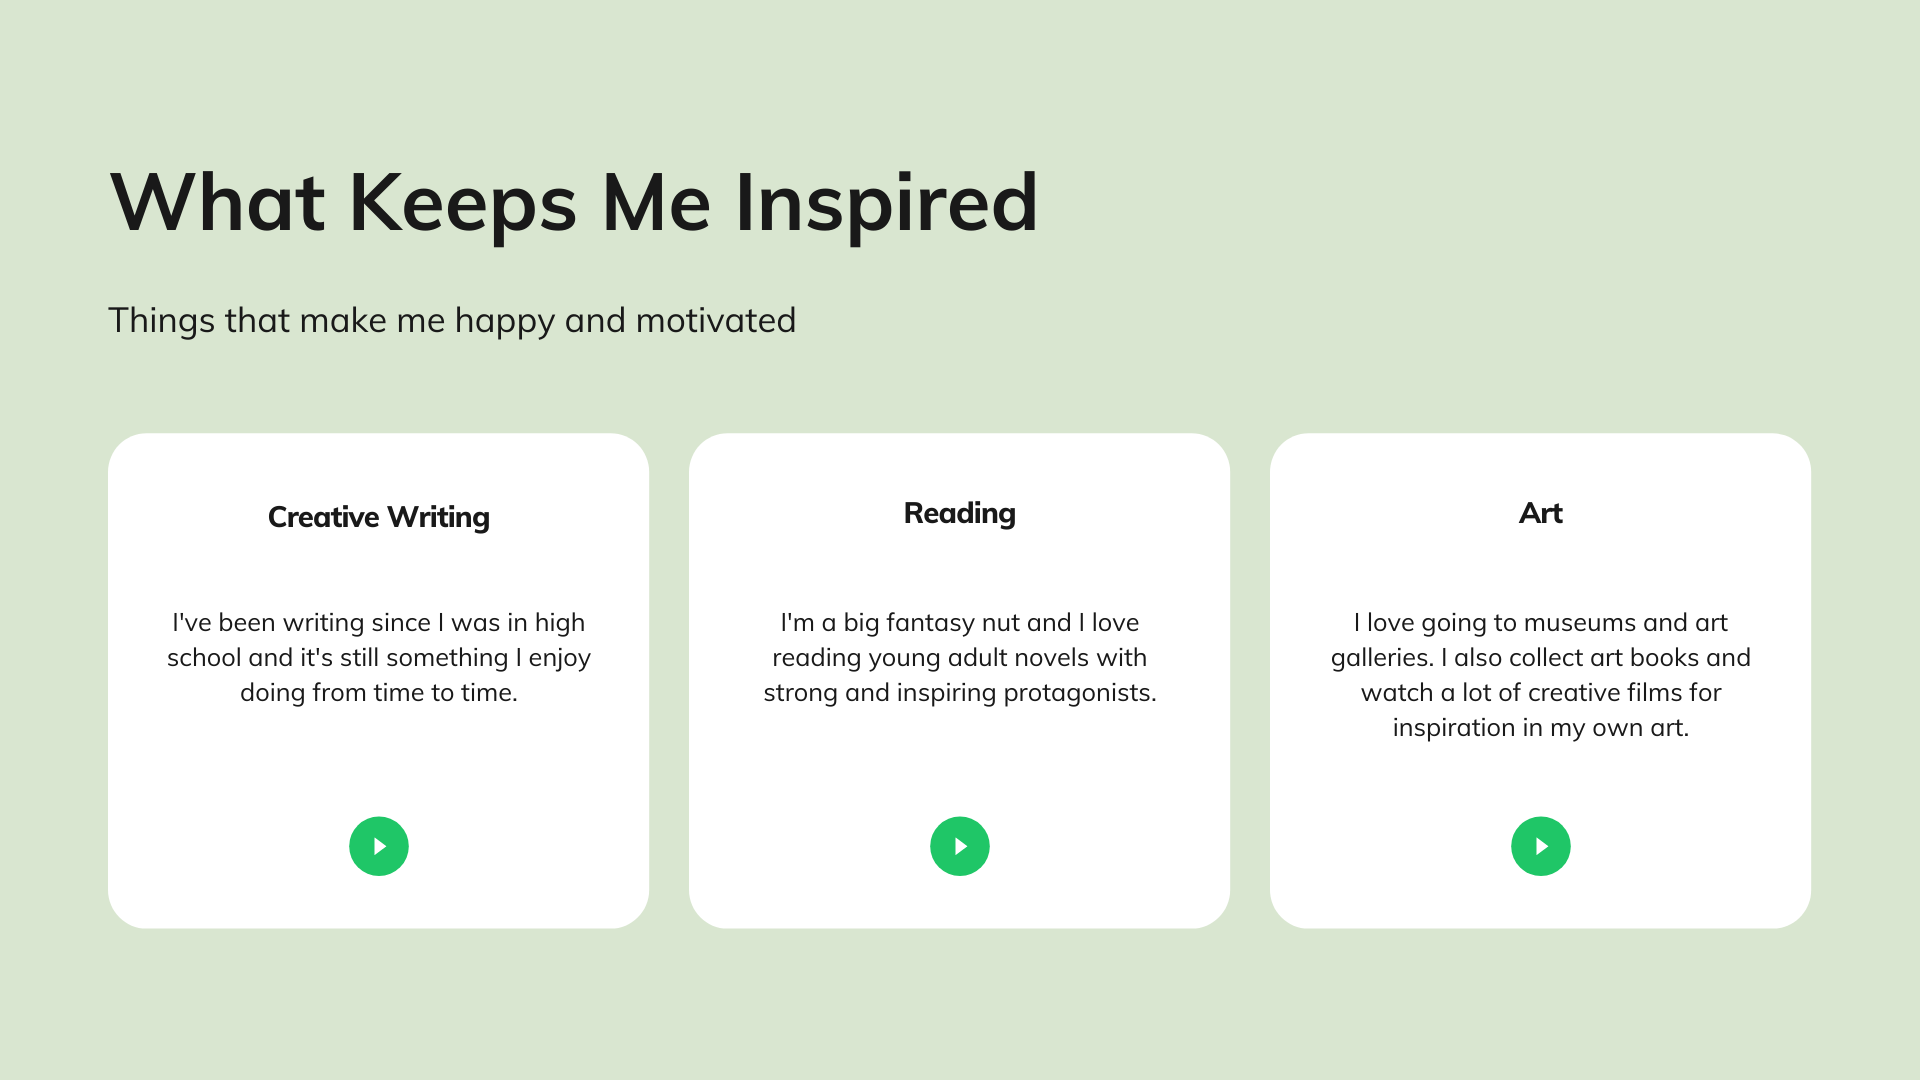 What Keeps Me Inspired
Things that make me happy and motivated
Creative Writing
I've been writing since I was in high
school and it's still something I enjoy
doing from time to time.
Reading
I'm a big fantasy nut and I love
reading young adult novels with
strong and inspiring protagonists.
Art
I love going to museums and art
galleries. I also collect art books and
watch a lot of creative films for
inspiration in my own art.